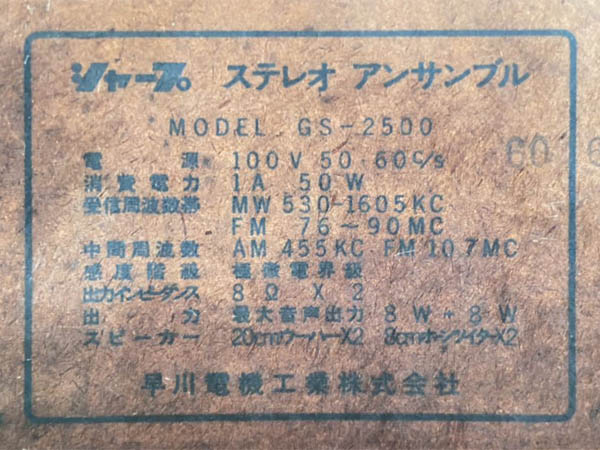 シャープ ステレオ アンサンブル
MODEL GS-2500
電源 100V 50・60c/s
消費電力 1A 50W
受信周波数帯 MW 530-1605KC
FM 76~90MC
中間周波数 AM 455KC FM 10.7MC
感度階級 極微電界級
出力インピーダンス 8Ω X 2
出力 最大音声出力 8W+8W
スピーカー 20cmウーハーX2 8cmホーンツイターX2
早川電機工業株式会社